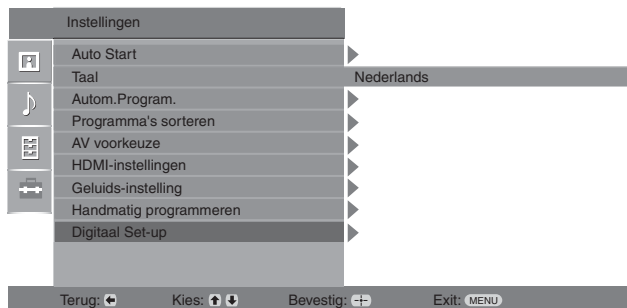 Instellingen
Auto Start
Taal Nederlands
Autom.Program.
Programma's sorteren
AV voorkeuze
HDMI-instellingen
Geluids-instelling
Handmatig programmeren
Digitaal Set-up
Terug: Kies: Bevestig: Exit: MENU